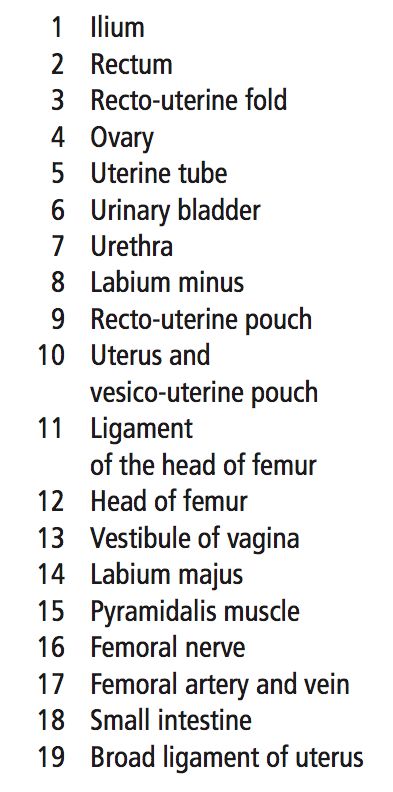 1 Ilium
2 Rectum
3 Recto-uterine fold
4 Ovary
5 Uterine tube
6 Urinary bladder
7 Urethra
8 Labium minus
9 Recto-uterine pouch
10 Uterus and
vesico-uterine pouch
11 Ligament
of the head of femur
12 Head of femur
13 Vestibule of vagina
14 Labium majus
15 Pyramidalis muscle
16 Femoral nerve
17 Femoral artery and vein
18 Small intestine
19 Broad ligament of uterus